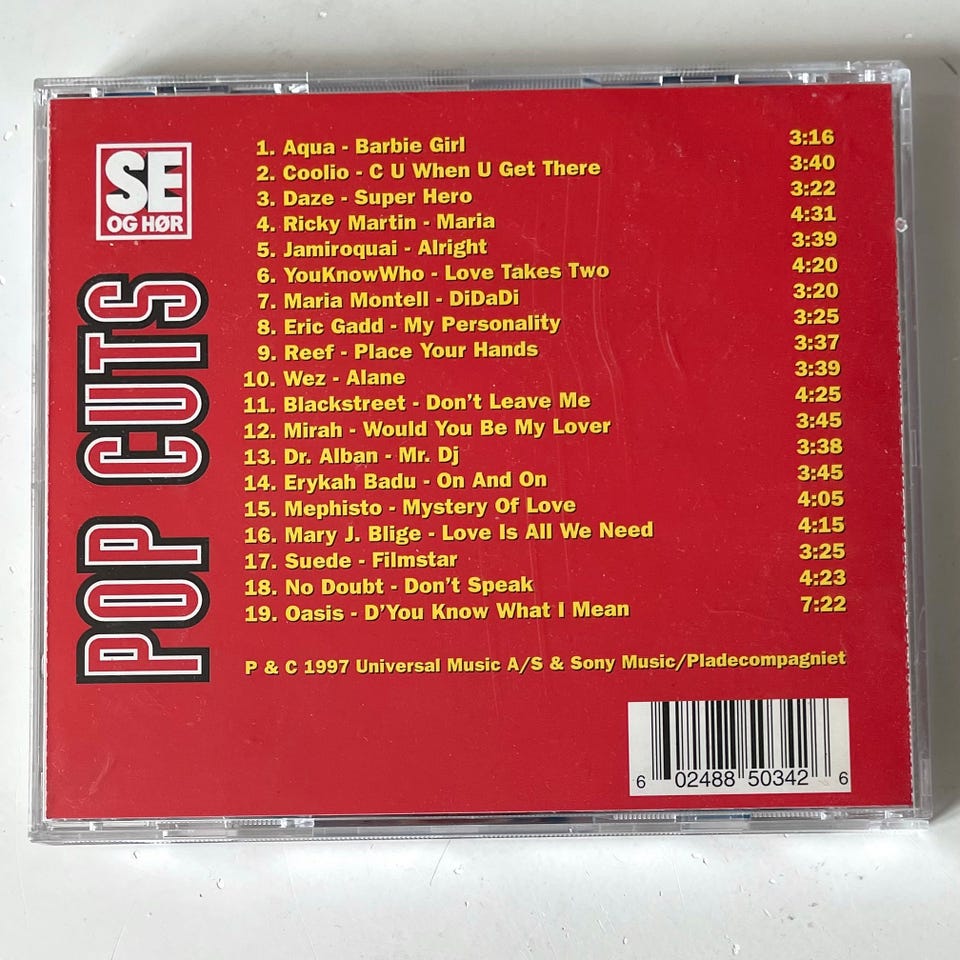 SE
OG HØR
POP CUTS
1. Aqua - Barbie Girl 3:16
2. Coolio - C U When U Get There 3:40
3. Daze - Super Hero 3:22
4. Ricky Martin - Maria 4:31
5. Jamiroquai - Alright 3:39
6. YouKnowWho - Love Takes Two 4:20
7. Maria Montell - DiDaDi 3:20
8. Eric Gadd - My Personality 3:25
9. Reef - Place Your Hands 3:37
10. Wez - Alane 3:39
11. Blackstreet - Don't Leave Me 4:25
12. Mirah - Would You Be My Lover 3:45
13. Dr. Alban - Mr. Dj 3:38
14. Erykah Badu - On And On 3:45
15. Mephisto - Mystery Of Love 4:05
16. Mary J. Blige - Love Is All We Need 4:15
17. Suede - Filmstar 3:25
18. No Doubt - Don't Speak 4:23
19. Oasis - D'You Know What I Mean 7:22
P & C 1997 Universal Music A/S & Sony Music/Pladecompagniet
6 02488 50342 6